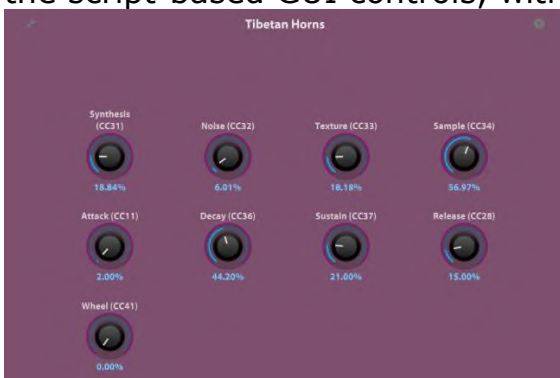 the script-based GUI controls, with
Tibetan Horns
Synthesis
(CC31)
Noise (CC32)
Texture (CC33)
Sample (CC34)
18.84%
6.01%
18.18%
56.97%
Attack (CC11)
Decay (CC36)
Sustain (CC37)
Release (CC28)
2.00%
44.20%
21.00%
15.00%
Wheel (CC41)
0.00%